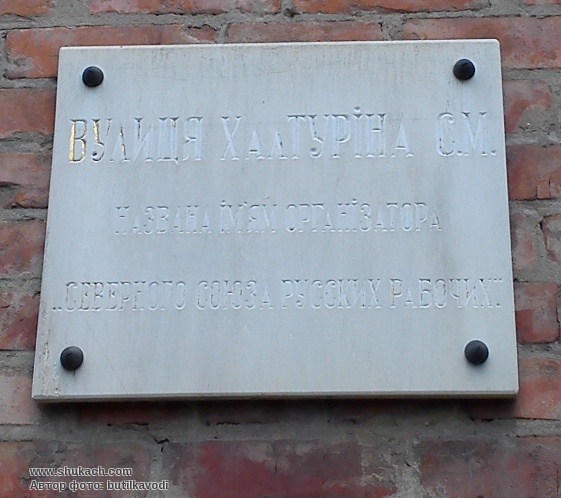 ВУЛИЦЯ ХАЛТУРІНА С.М.
НАЗВАНА ІМ'ЯМ ОРГАНІЗАТОРА
„СЕВЕРНОГО СОЮЗА РУССКИХ РАБОЧИХ".
www.shukach.com
Автор фото: butilkavodi